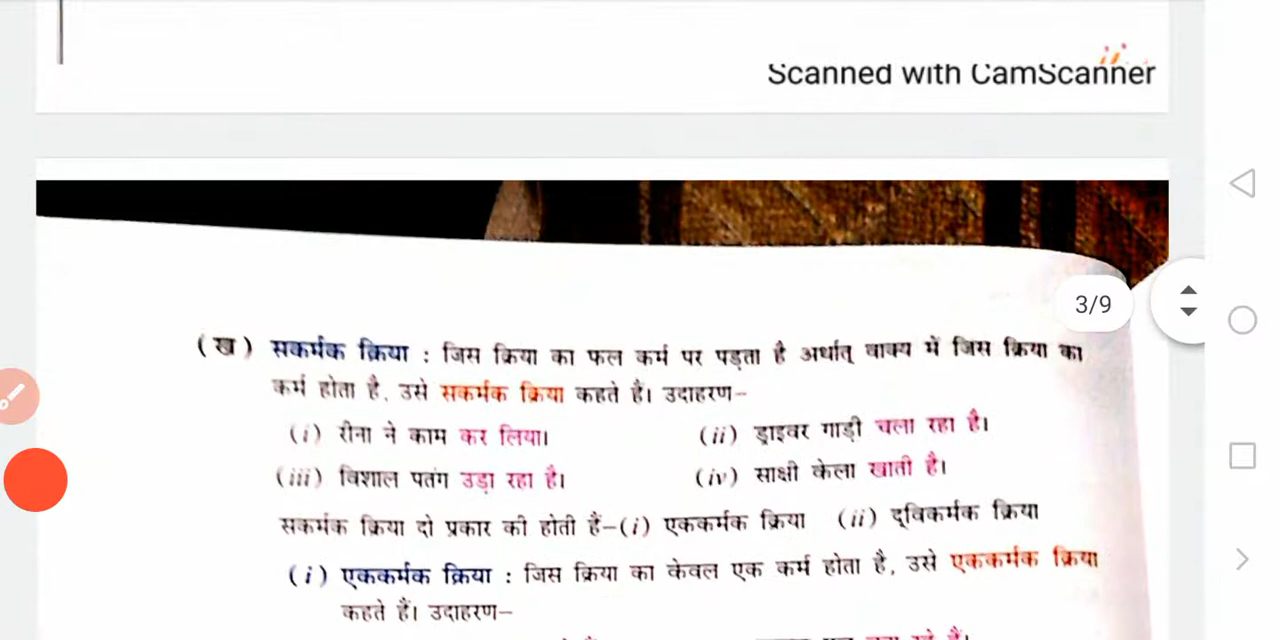 Scanned with CamScanner
3/9
(ख) सकर्मक क्रिया : जिस क्रिया का फल कर्म पर पड़ता है अर्थात् वाक्य में जिस क्रिया का
कर्म होता है, उसे सकर्मक क्रिया कहते हैं। उदाहरण–
(i) रीना ने काम कर लिया। (ii) ड्राइवर गाड़ी चला रहा है।
(iii) विशाल पतंग उड़ा रहा है। (iv) साक्षी केला खाती है।
सकर्मक क्रिया दो प्रकार की होती हैं–(i) एककर्मक क्रिया (ii) द्विकर्मक क्रिया
(i) एककर्मक क्रिया : जिस क्रिया का केवल एक कर्म होता है, उसे एककर्मक क्रिया
कहते हैं। उदाहरण–